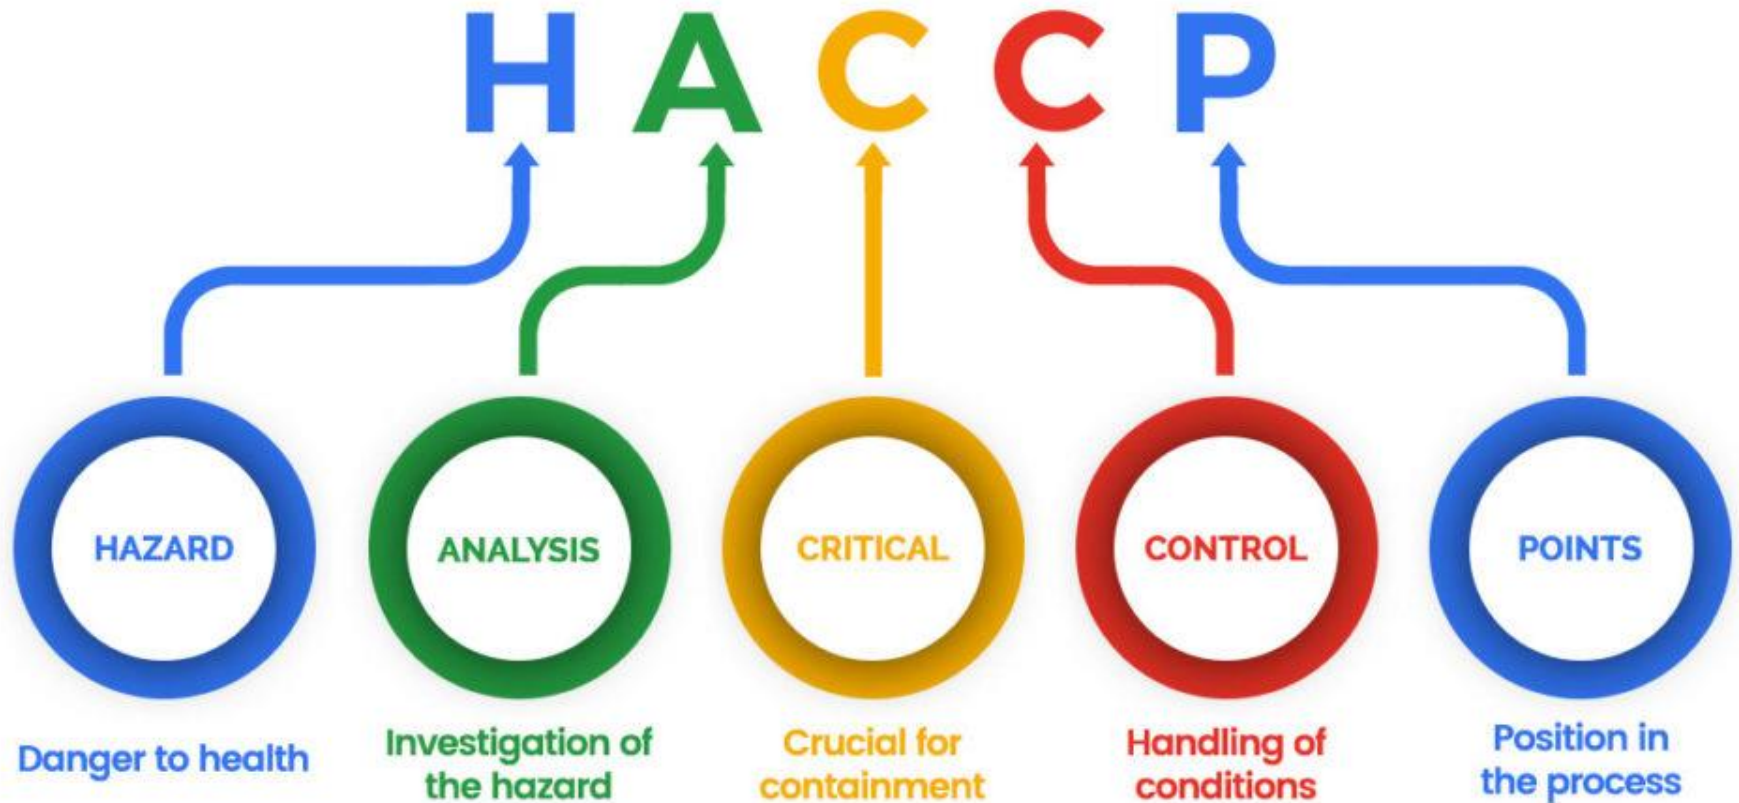 H A C C P
HAZARD
ANALYSIS
CRITICAL
CONTROL
POINTS
Danger to health
Investigation of
the hazard
Crucial for
containment
Handling of
conditions
Position in
the process